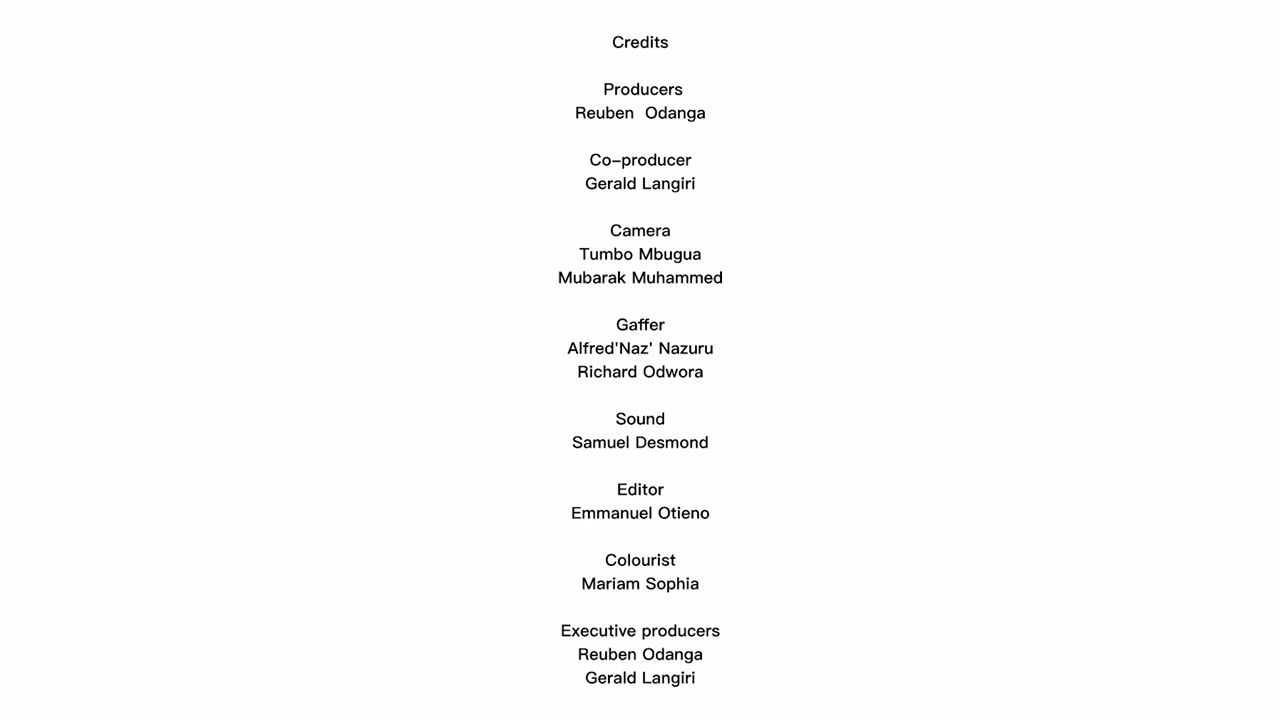 Credits
Producers
Reuben  Odanga
Co-producer
Gerald Langiri
Camera
Tumbo Mbugua
Mubarak Muhammed
Gaffer
Alfred'Naz' Nazuru
Richard Odwora
Sound
Samuel Desmond
Editor
Emmanuel Otieno
Colourist
Mariam Sophia
Executive producers
Reuben Odanga
Gerald Langiri